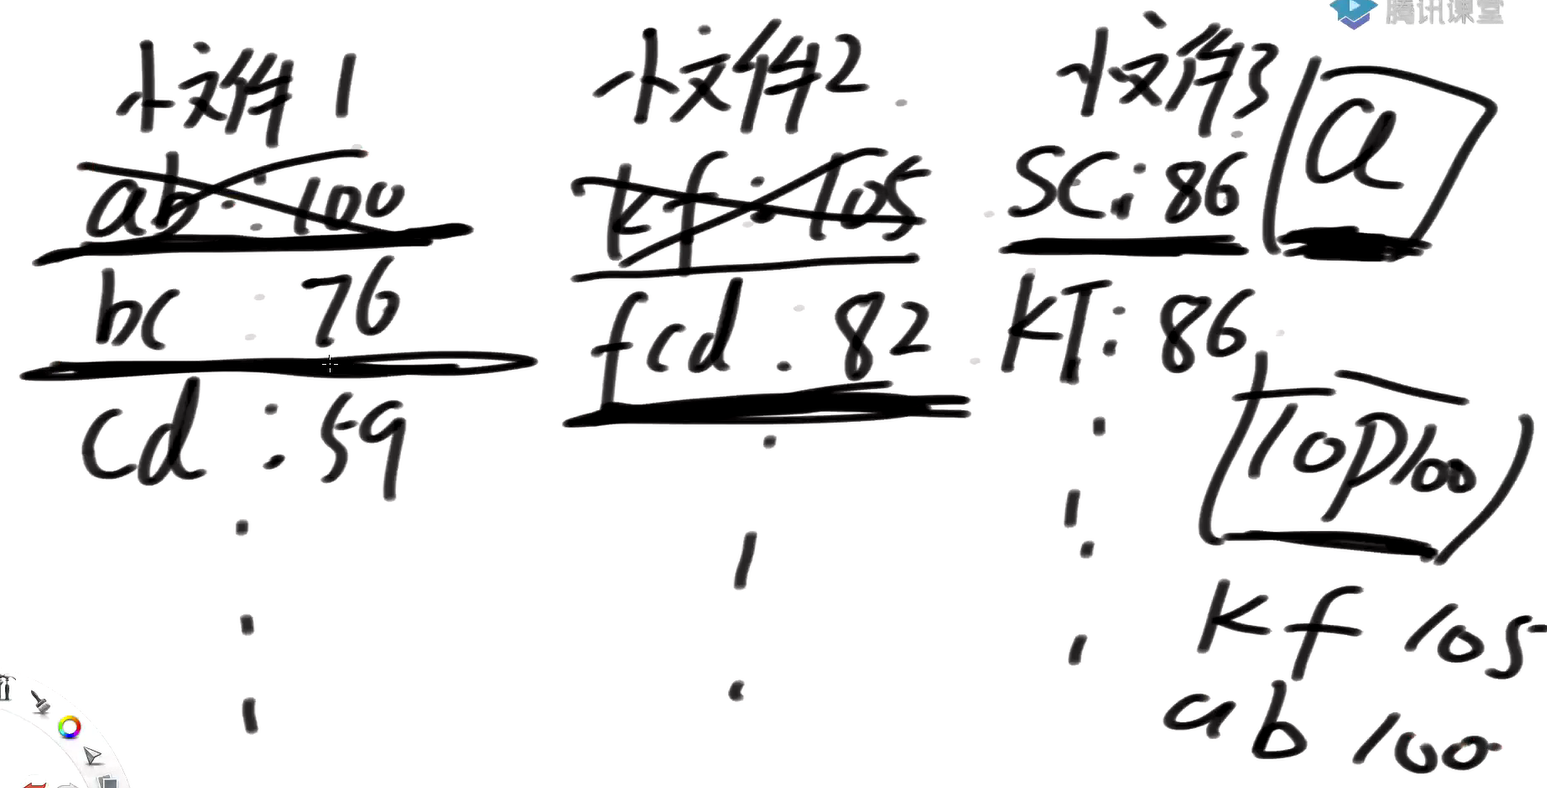 腾讯课堂
小文件1
ab : 100
bc : 76
cd : 59
小文件2
kf : 105
fcd : 82
小文件3
SC : 86
KT : 86
a
Top100
kf 105
ab 100